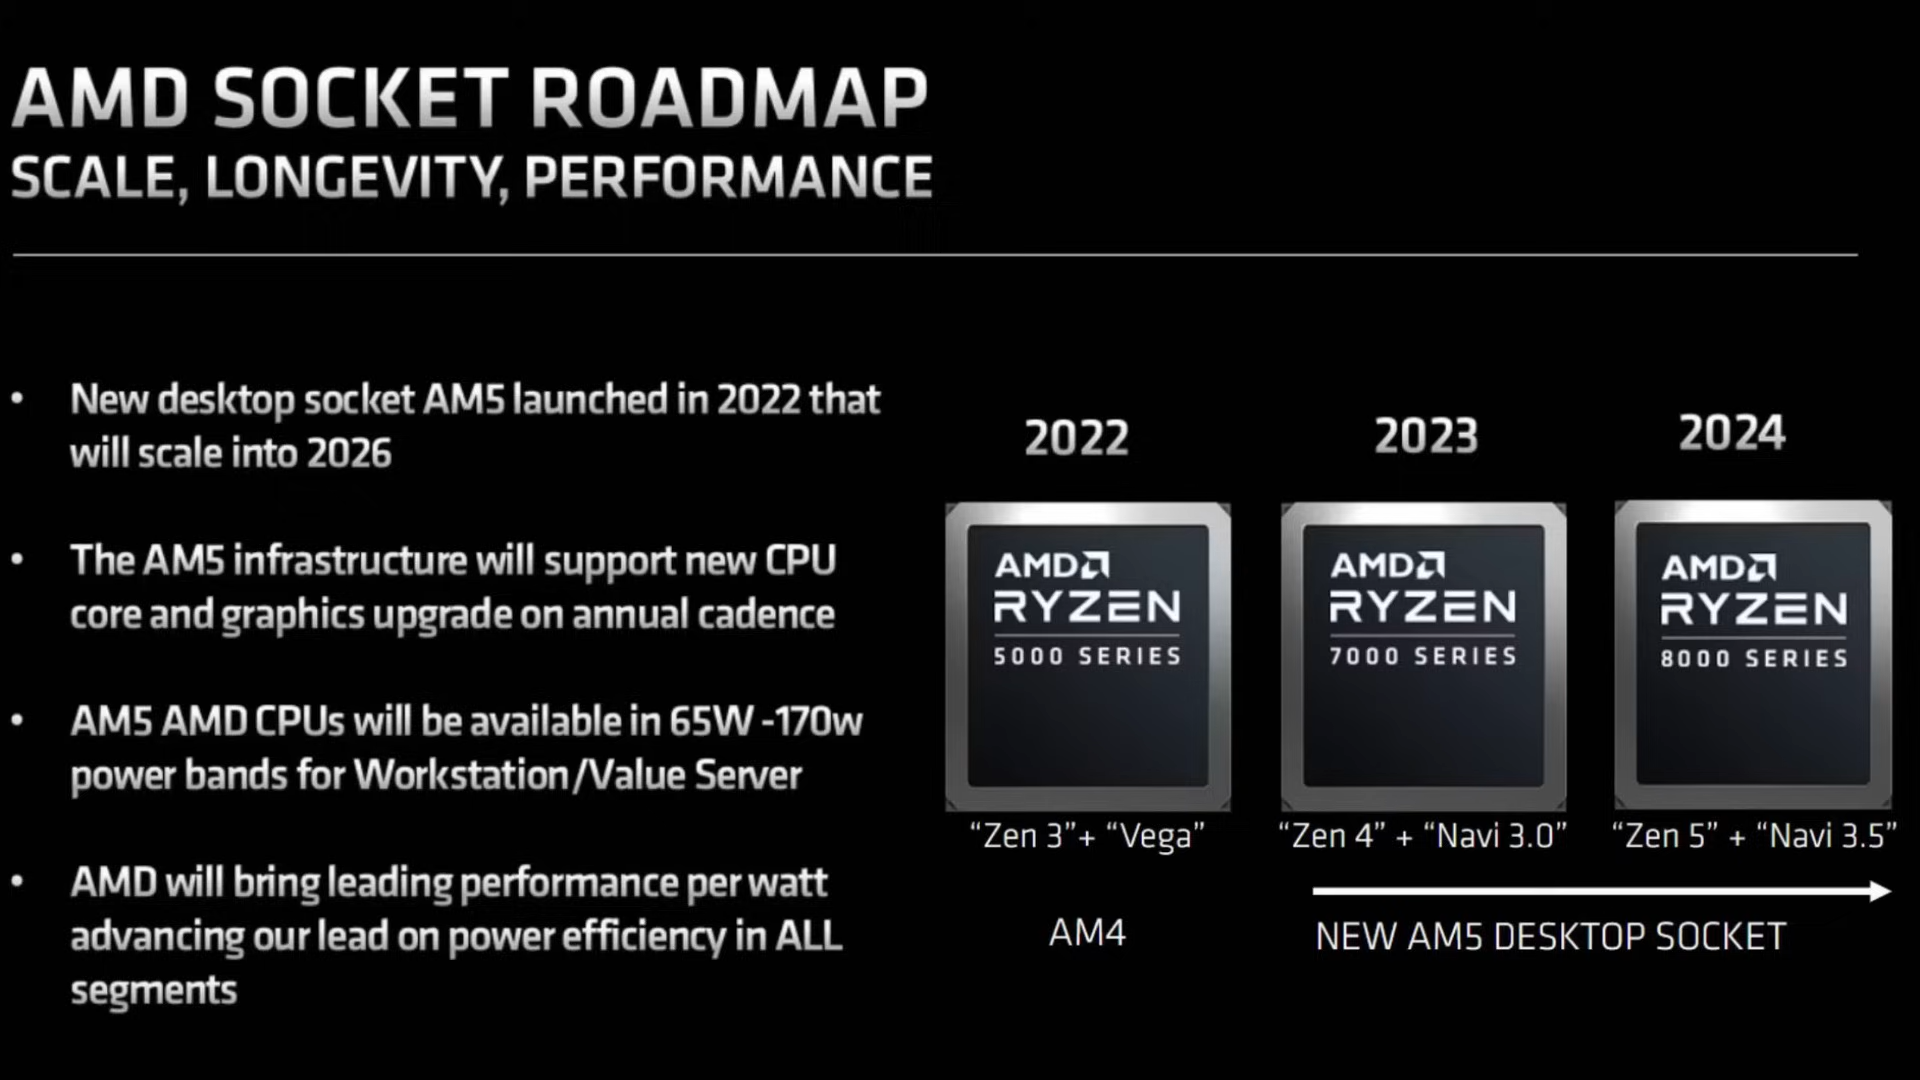 AMD SOCKET ROADMAP
SCALE, LONGEVITY, PERFORMANCE
• New desktop socket AM5 launched in 2022 that
will scale into 2026
• The AM5 infrastructure will support new CPU
core and graphics upgrade on annual cadence
• AM5 AMD CPUs will be available in 65W -170w
power bands for Workstation/Value Server
• AMD will bring leading performance per watt
advancing our lead on power efficiency in ALL
segments
2022
AMD
RYZEN
5000 SERIES
“Zen 3”+ “Vega”
AM4
2023
AMD
RYZEN
7000 SERIES
“Zen 4” + “Navi 3.0”
2024
AMD
RYZEN
8000 SERIES
“Zen 5” + “Navi 3.5”
NEW AM5 DESKTOP SOCKET